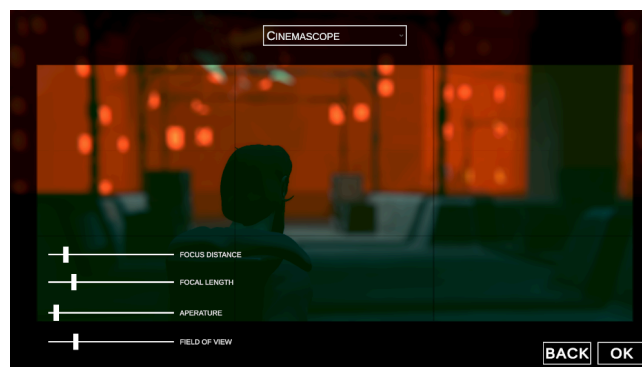 CINEMASCOPE
FOCUS DISTANCE
FOCAL LENGTH
APERATURE
FIELD OF VIEW
BACK OK